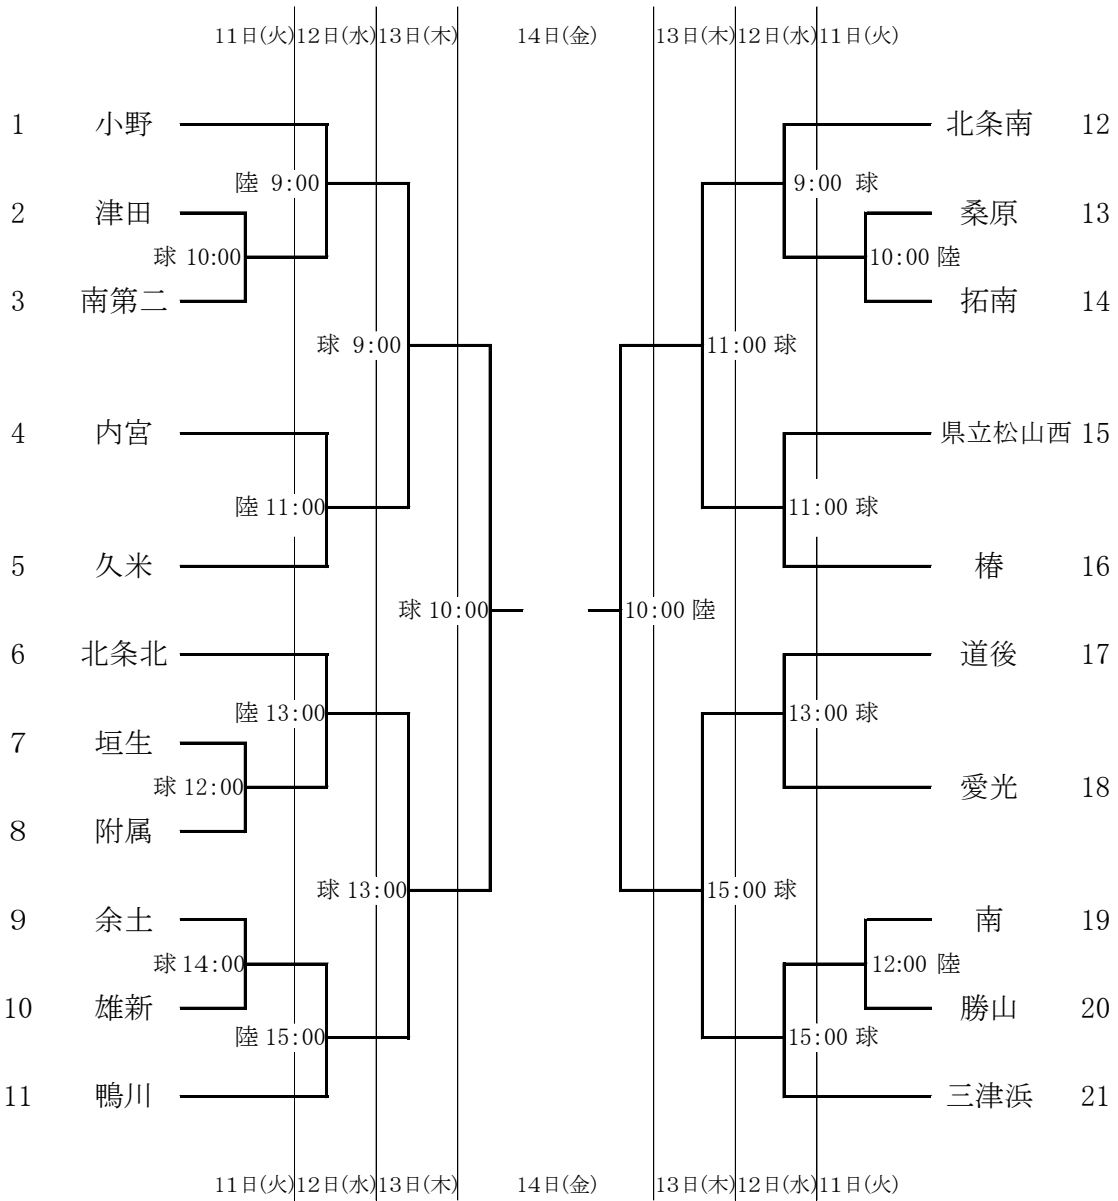 11日(火) 12日(水) 13日(木) 14日(金) 13日(木) 12日(水) 11日(火)
1 小野 北条南 12
陸 9:00 9:00 球
2 津田 桑原 13
球 10:00 10:00 陸
3 南第二 拓南 14
球 9:00 11:00 球
4 内宮 県立松山西 15
陸 11:00 11:00 球
5 久米 椿 16
球 10:00 10:00 陸
6 北条北 道後 17
陸 13:00 13:00 球
7 垣生
球 12:00 愛光 18
8 附属
球 13:00 15:00 球
9 余土 南 19
球 14:00 12:00 陸
10 雄新 勝山 20
陸 15:00 15:00 球
11 鴨川 三津浜 21
11日(火) 12日(水) 13日(木) 14日(金) 13日(木) 12日(水) 11日(火)